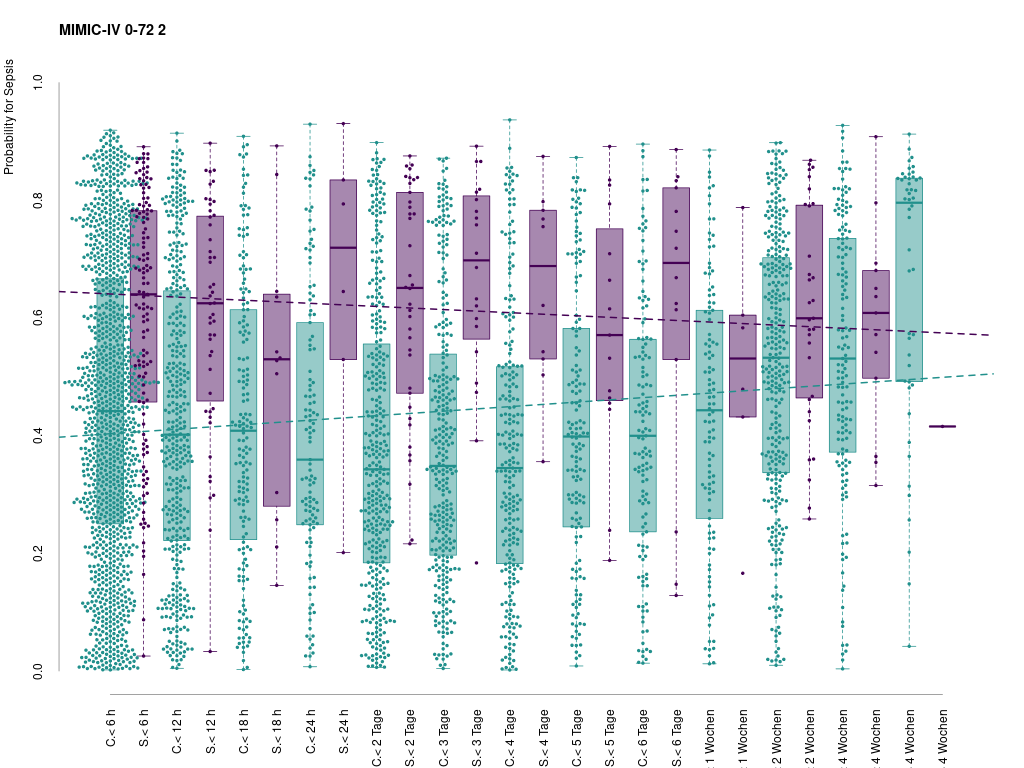 MIMIC-IV 0-72 2
Probability for Sepsis
1.0
0.8
0.6
0.4
0.2
0.0
C.< 6 h
S.< 6 h
C.< 12 h
S.< 12 h
C.< 18 h
S.< 18 h
C.< 24 h
S.< 24 h
C.< 2 Tage
S.< 2 Tage
C.< 3 Tage
S.< 3 Tage
C.< 4 Tage
S.< 4 Tage
C.< 5 Tage
S.< 5 Tage
C.< 6 Tage
S.< 6 Tage
1 Wochen
1 Wochen
2 Wochen
2 Wochen
4 Wochen
4 Wochen
4 Wochen
4 Wochen